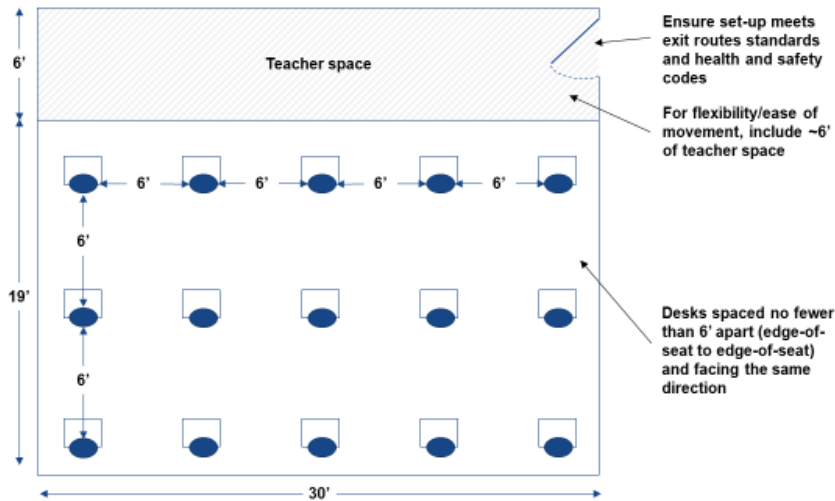 Ensure set-up meets
exit routes standards
and health and safety
codes
6’
Teacher space
For flexibility/ease of
movement, include ~6’
of teacher space
6’
6’
6’
6’
6’
19’
Desks spaced no fewer
than 6’ apart (edge-of-
seat to edge-of-seat)
and facing the same
direction
6’
30’